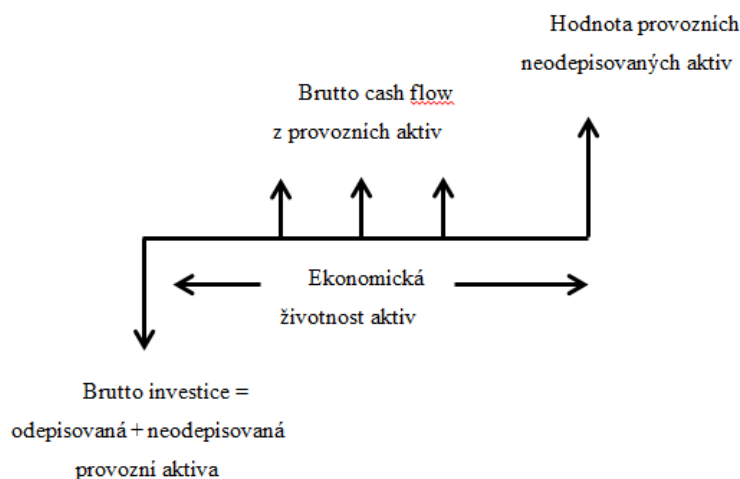 Hodnota provozních
neodepisovaných aktiv
Brutto cash flow
z provozních aktiv
Ekonomická
životnost aktiv
Brutto investice =
odepisovaná + neodepisovaná
provozní aktiva